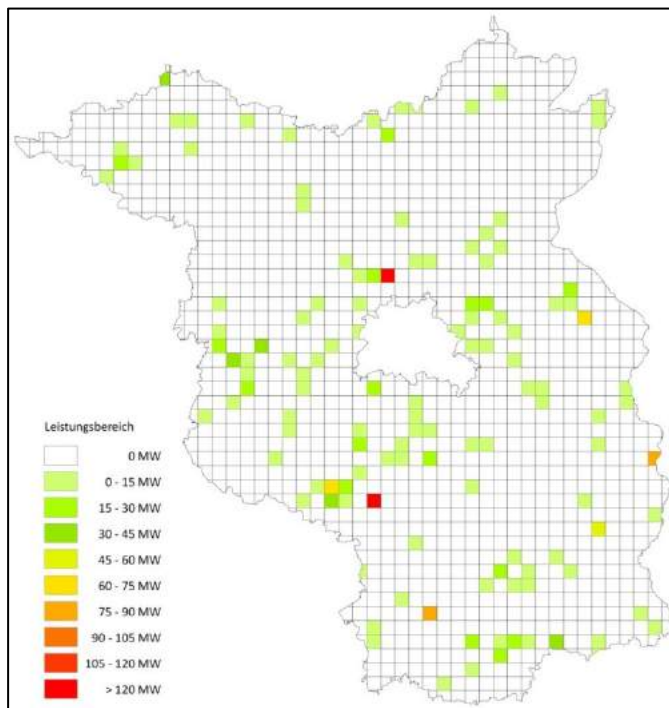 Leistungsbereich
0 MW
0 - 15 MW
15 - 30 MW
30 - 45 MW
45 - 60 MW
60 - 75 MW
75 - 90 MW
90 - 105 MW
105 - 120 MW
> 120 MW